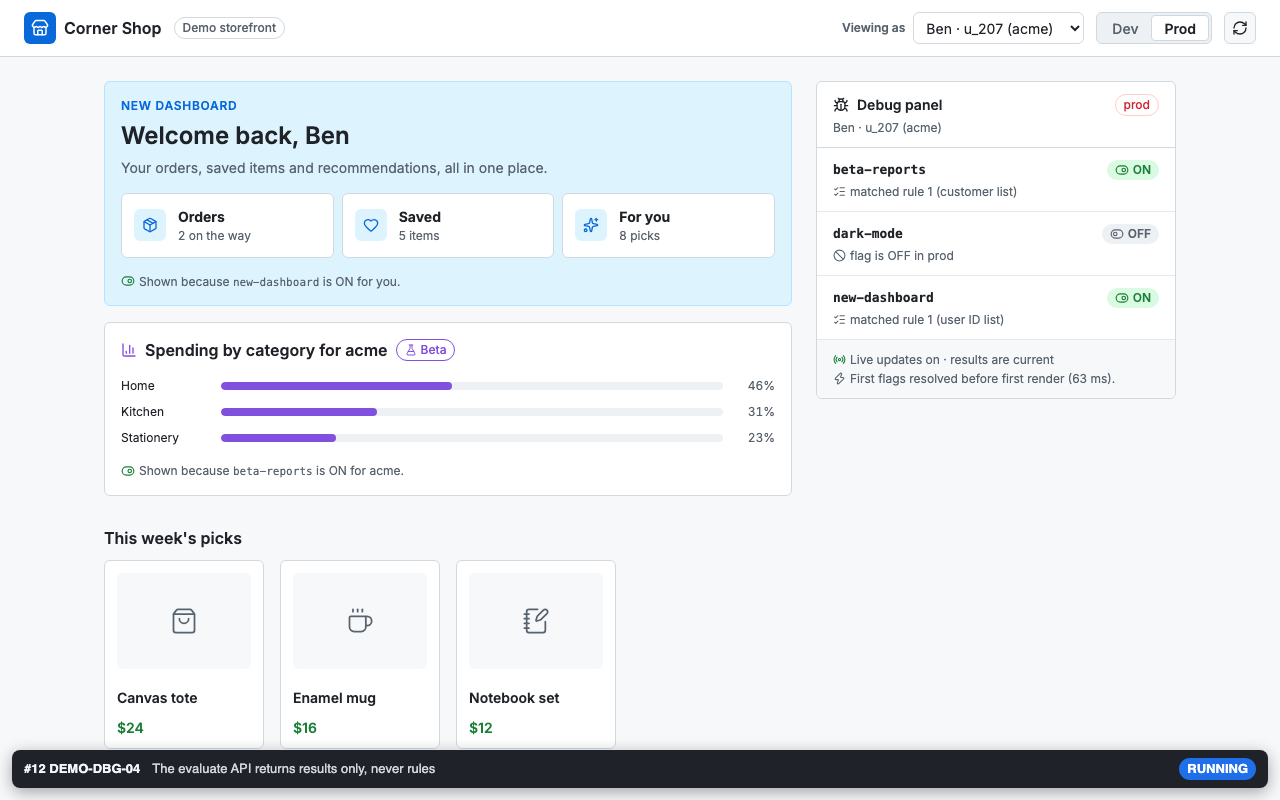 Corner Shop
Demo storefront
Viewing as
Ben · u_207 (acme)
Dev
Prod
NEW DASHBOARD
Welcome back, Ben
Your orders, saved items and recommendations, all in one place.
Orders
2 on the way
Saved
5 items
For you
8 picks
Shown because new-dashboard is ON for you.
Spending by category for acme
Beta
Home
46%
Kitchen
31%
Stationery
23%
Shown because beta-reports is ON for acme.
This week's picks
Canvas tote
$24
Enamel mug
$16
Notebook set
$12
Debug panel
prod
Ben · u_207 (acme)
beta-reports
ON
matched rule 1 (customer list)
dark-mode
OFF
flag is OFF in prod
new-dashboard
ON
matched rule 1 (user ID list)
Live updates on · results are current
First flags resolved before first render (63 ms).
#12 DEMO-DBG-04
The evaluate API returns results only, never rules
RUNNING